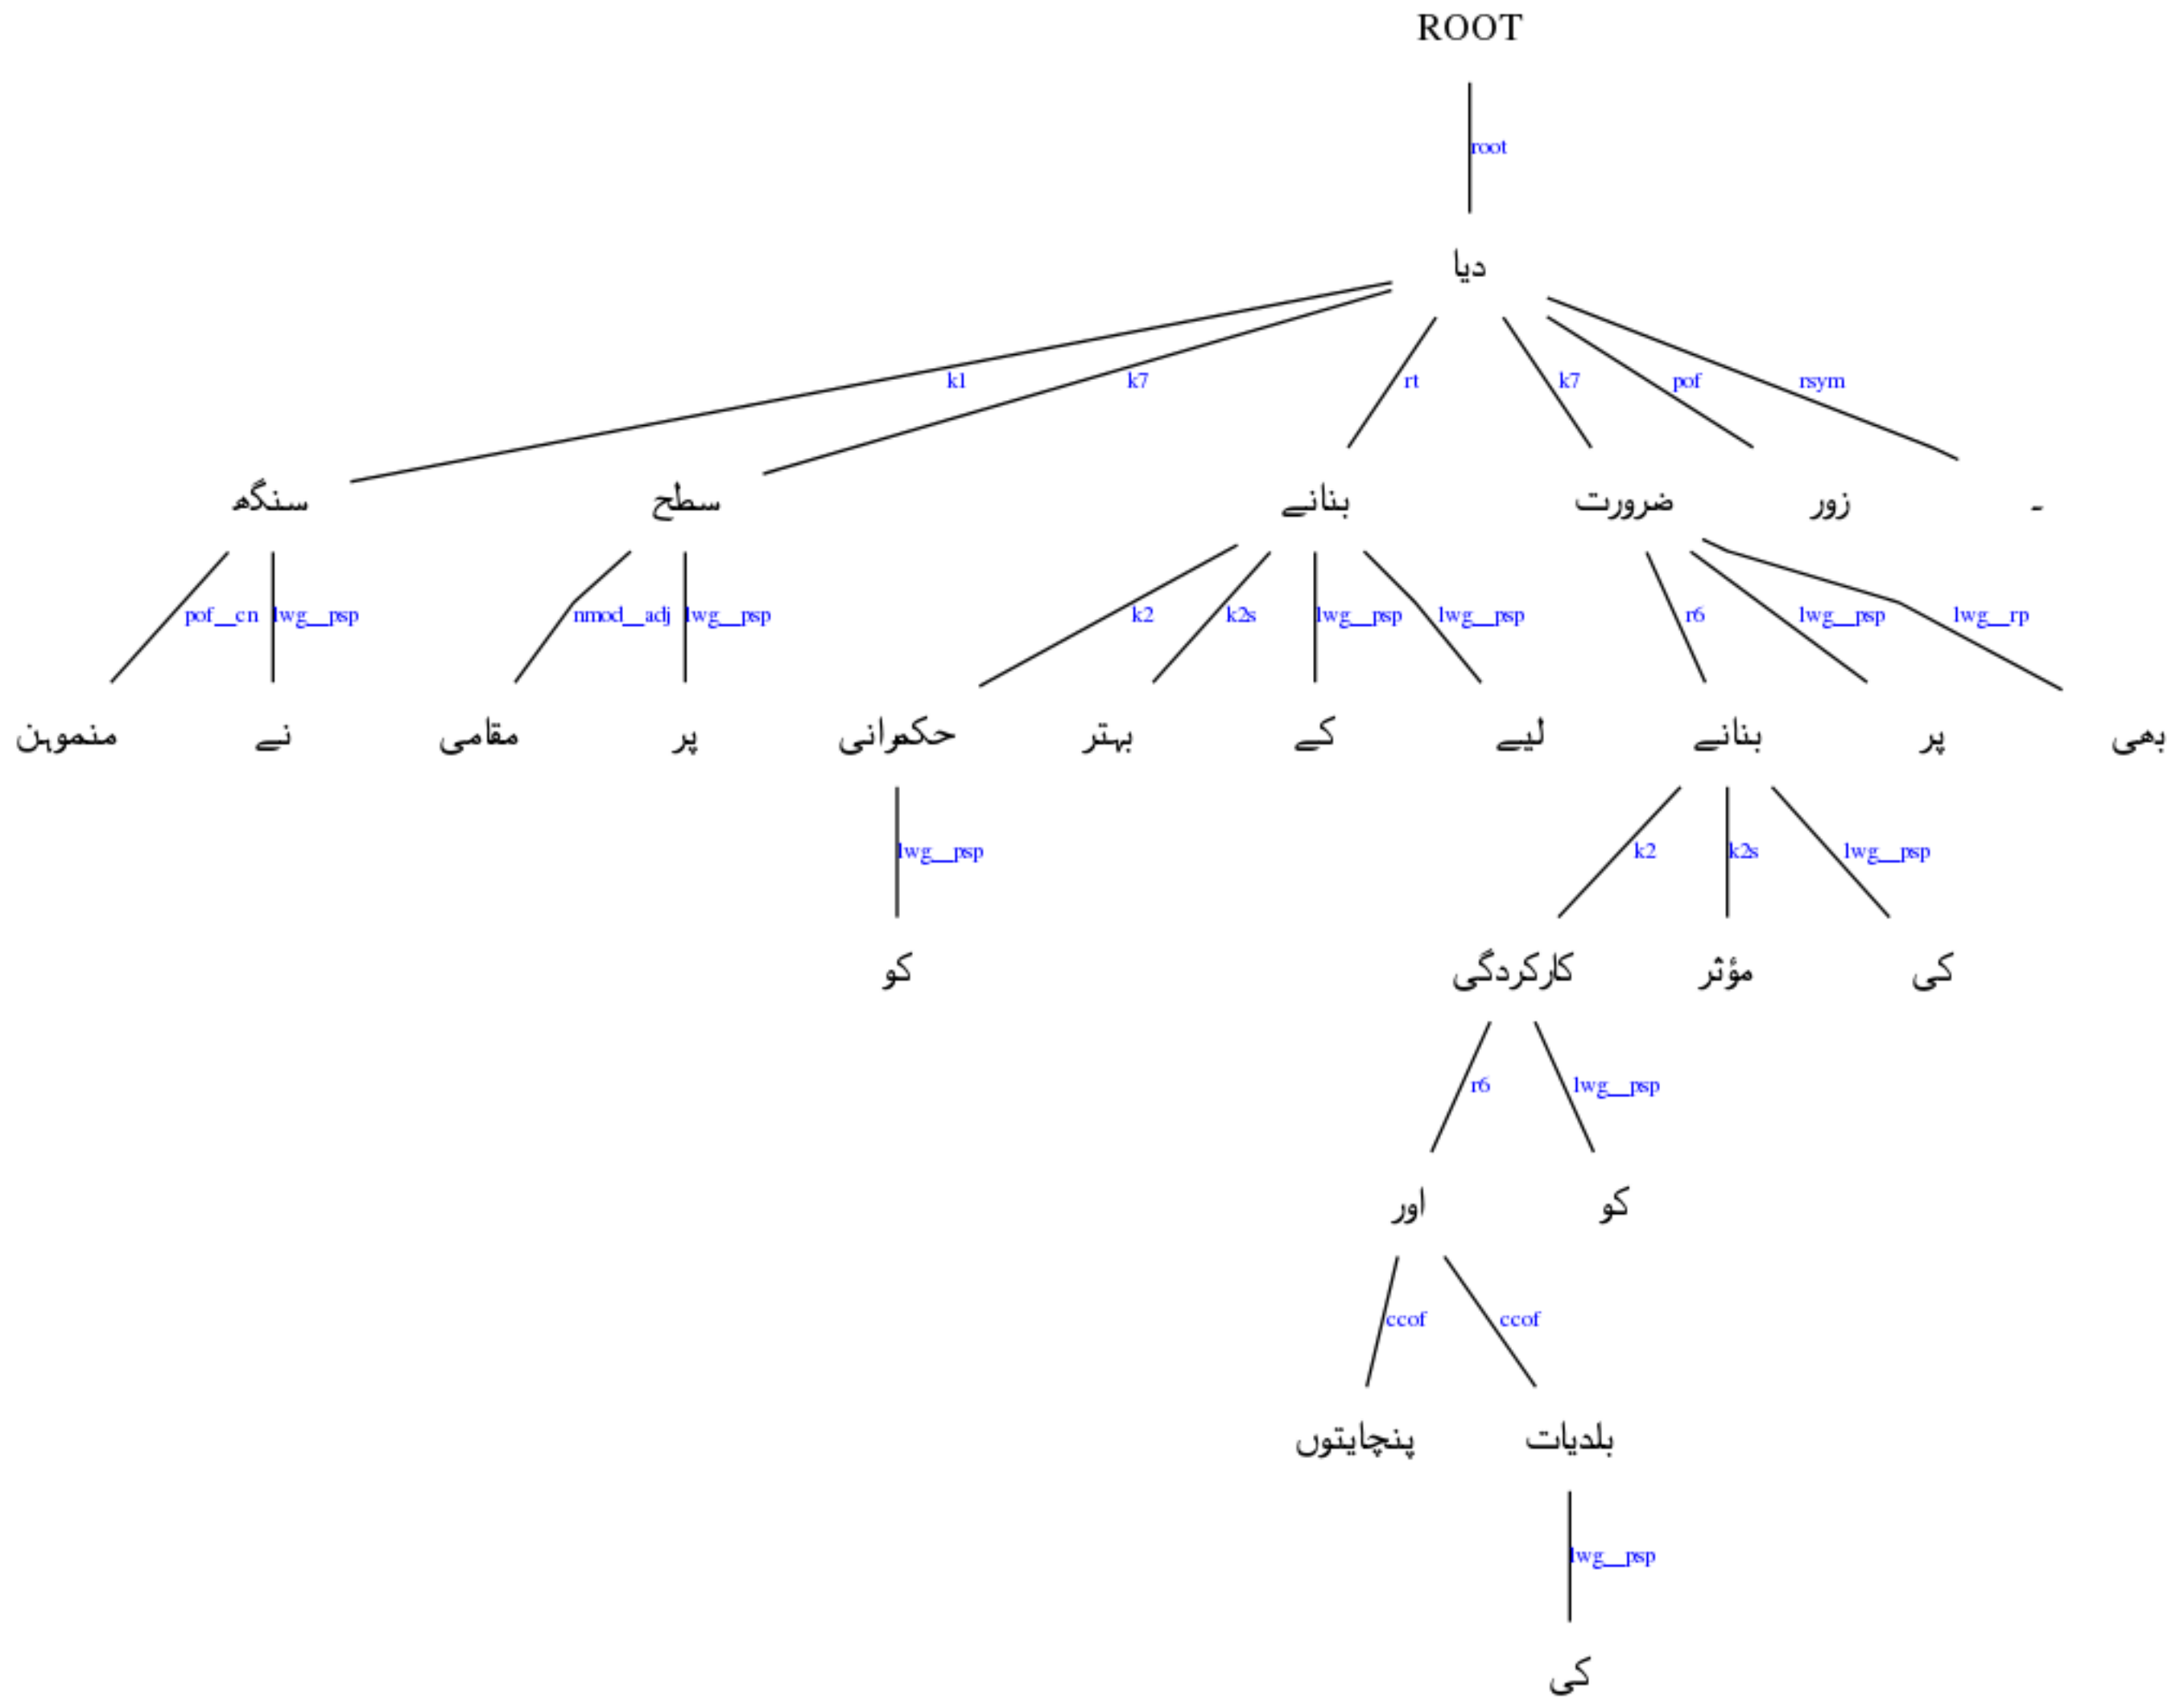 ROOT
root
دیا
k1 k7 rt k7 pof rsym
سنگھ سطح بنانے ضرورت زور ۔
pof__cn lwg__psp nmod__adj lwg__psp k2 k2s lwg__psp lwg__psp r6 lwg__psp lwg__rp
منموہن نے مقامی پر حکمرانی بہتر کے لیے بنانے پر بھی
lwg__psp k2 k2s lwg__psp
کو کارکردگی مؤثر کی
r6 lwg__psp
اور کو
ccof ccof
پنچایتوں بلدیات
lwg__psp
کی